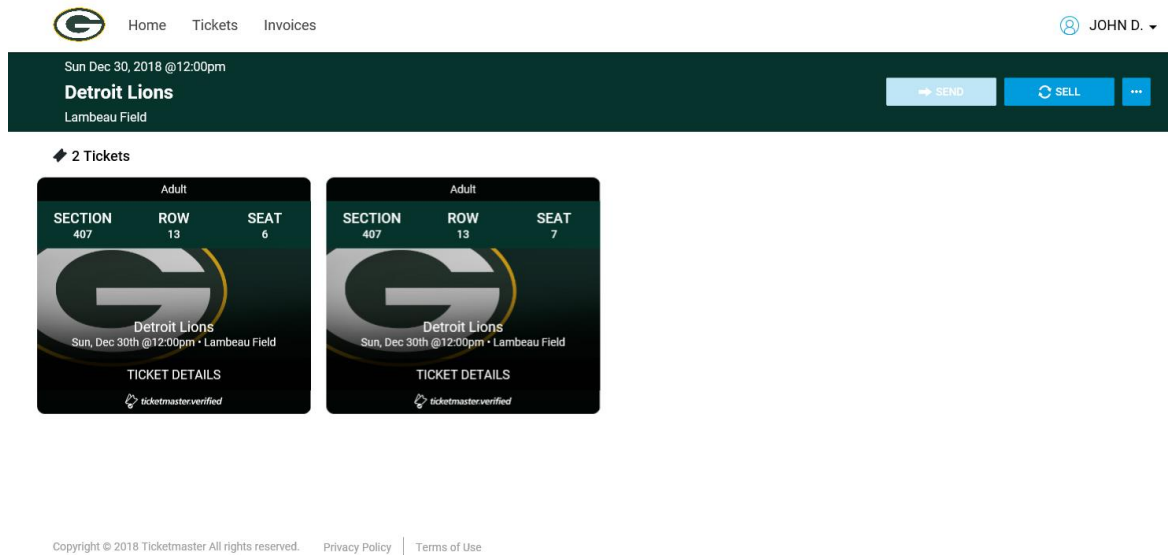 G Home Tickets Invoices JOHN D.
Sun Dec 30, 2018 @12:00pm
Detroit Lions
Lambeau Field
SEND SELL ...
2 Tickets
Adult
SECTION ROW SEAT
407 13 6
G
Detroit Lions
Sun, Dec 30th @12:00pm • Lambeau Field
TICKET DETAILS
ticketmaster.verified
Adult
SECTION ROW SEAT
407 13 7
G
Detroit Lions
Sun, Dec 30th @12:00pm • Lambeau Field
TICKET DETAILS
ticketmaster.verified
Copyright © 2018 Ticketmaster All rights reserved. Privacy Policy | Terms of Use